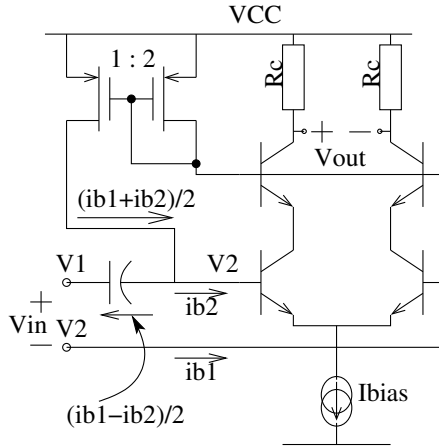 VCC
1 : 2
Rc
Rc
+ −
Vout
(ib1+ib2)/2
V1
V2
+
Vin
−
V2
ib2
ib1
Ibias
(ib1−ib2)/2